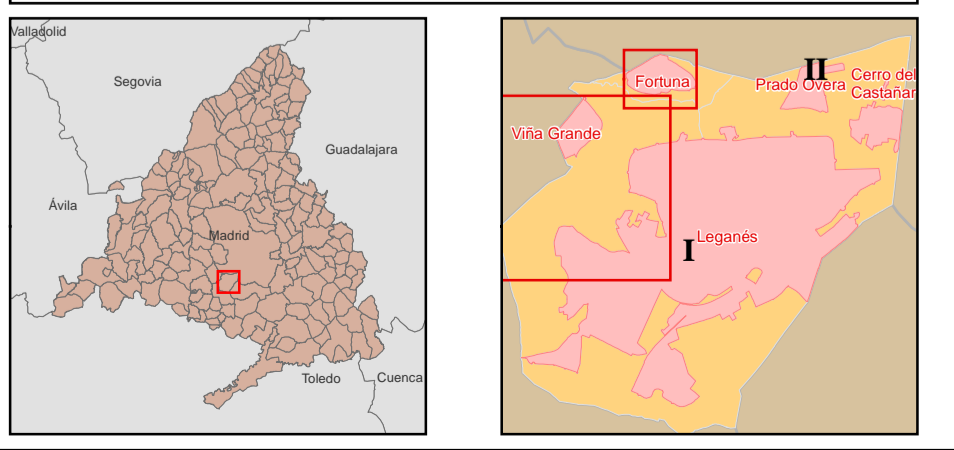 Valladolid
Segovia
Guadalajara
Ávila
Madrid
Toledo
Cuenca
Fortuna
II
Prado Overa
Cerro del
Castañar
Viña Grande
Leganés
I